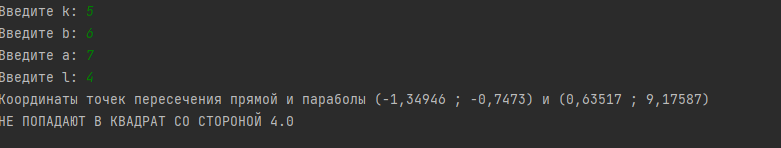 Введите k: 5
Введите b: 6
Введите a: 7
Введите l: 4
Координаты точек пересечения прямой и параболы (-1,34946 ; -0,7473) и (0,63517 ; 9,17587)
НЕ ПОПАДАЮТ В КВАДРАТ СО СТОРОНОЙ 4.0